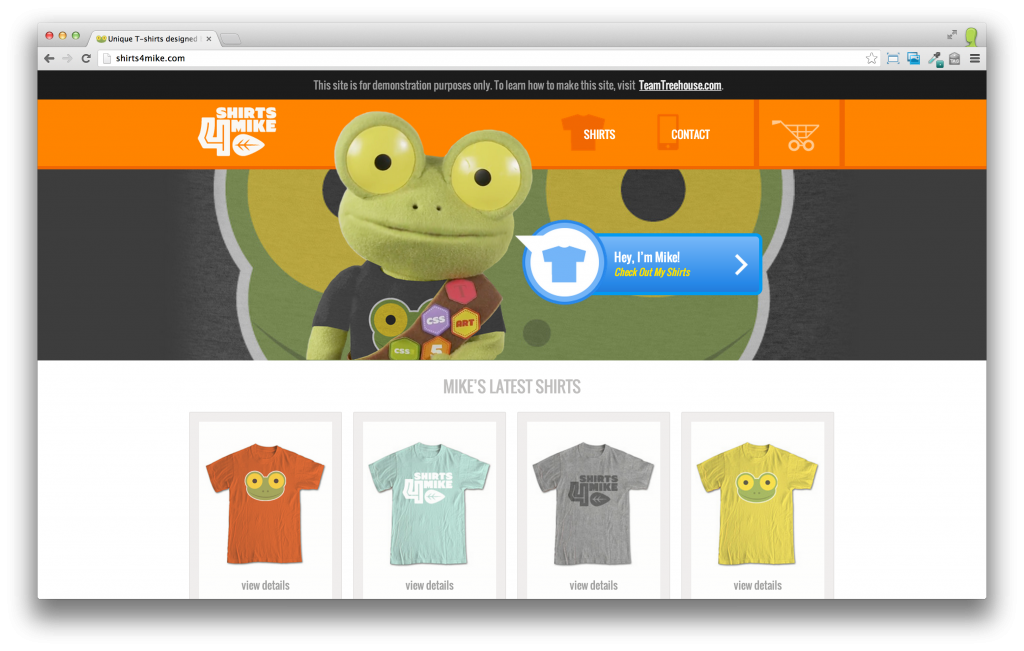 Unique T-shirts designed
shirts4mike.com
This site is for demonstration purposes only. To learn how to make this site, visit TeamTreehouse.com.
SHIRTS
4 MIKE
SHIRTS
CONTACT
Hey, I'm Mike!
Check Out My Shirts
CSS
ART
CSS
5
MIKE'S LATEST SHIRTS
SHIRTS
4 MIKE
SHIRTS
4 MIKE
view details
view details
view details
view details